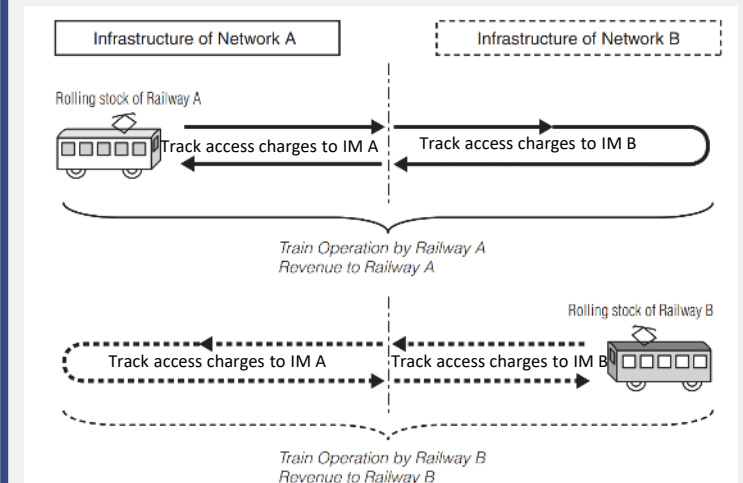 Infrastructure of Network A
Infrastructure of Network B
Rolling stock of Railway A
Track access charges to IM A
Track access charges to IM B
Train Operation by Railway A
Revenue to Railway A
Rolling stock of Railway B
Track access charges to IM A
Track access charges to IM B
Train Operation by Railway B
Revenue to Railway B